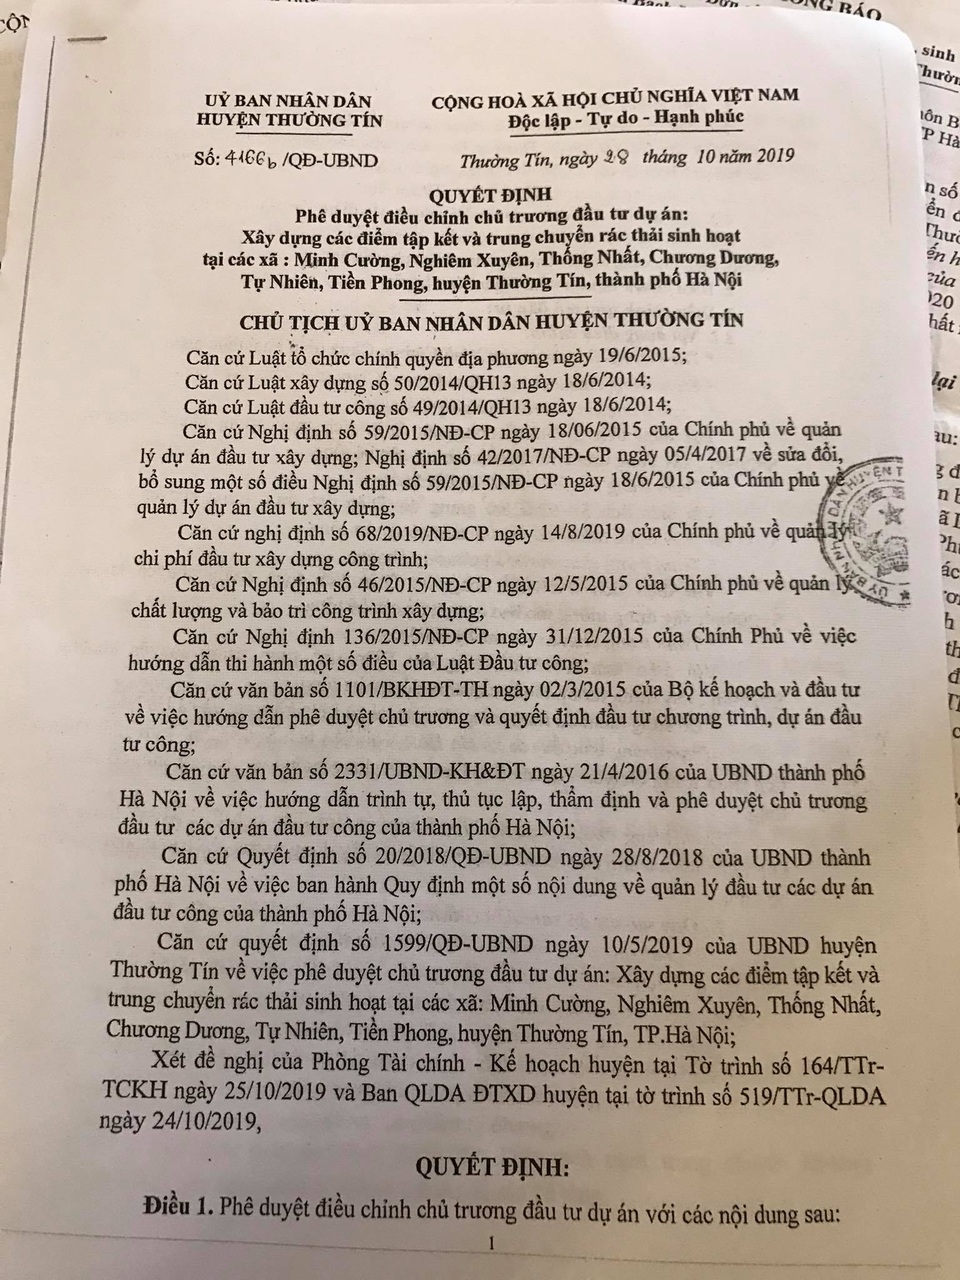 UỶ BAN NHÂN DÂN
HUYỆN THƯỜNG TÍN
CỘNG HOÀ XÃ HỘI CHỦ NGHĨA VIỆT NAM
Độc lập - Tự do - Hạnh phúc
Số: 4166b /QĐ-UBND
Thường Tín, ngày 28 tháng 10 năm 2019
QUYẾT ĐỊNH
Phê duyệt điều chỉnh chủ trương đầu tư dự án:
Xây dựng các điểm tập kết và trung chuyển rác thải sinh hoạt
tại các xã : Minh Cường, Nghiêm Xuyên, Thống Nhất, Chương Dương,
Tự Nhiên, Tiền Phong, huyện Thường Tín, thành phố Hà Nội
CHỦ TỊCH UỶ BAN NHÂN DÂN HUYỆN THƯỜNG TÍN
Căn cứ Luật tổ chức chính quyền địa phương ngày 19/6/2015;
Căn cứ Luật xây dựng số 50/2014/QH13 ngày 18/6/2014;
Căn cứ Luật đầu tư công số 49/2014/QH13 ngày 18/6/2014;
Căn cứ Nghị định số 59/2015/NĐ-CP ngày 18/06/2015 của Chính phủ về quản
lý dự án đầu tư xây dựng; Nghị định số 42/2017/NĐ-CP ngày 05/4/2017 về sửa đổi,
bổ sung một số điều Nghị định số 59/2015/NĐ-CP ngày 18/6/2015 của Chính phủ về
quản lý dự án đầu tư xây dựng;
Căn cứ nghị định số 68/2019/NĐ-CP ngày 14/8/2019 của Chính phủ về quản lý
chi phí đầu tư xây dựng công trình;
Căn cứ Nghị định số 46/2015/NĐ-CP ngày 12/5/2015 của Chính phủ về quản lý
chất lượng và bảo trì công trình xây dựng;
Căn cứ Nghị định 136/2015/NĐ-CP ngày 31/12/2015 của Chính Phủ về việc
hướng dẫn thi hành một số điều của Luật Đầu tư công;
Căn cứ văn bản số 1101/BKHĐT-TH ngày 02/3/2015 của Bộ kế hoạch và đầu tư
về việc hướng dẫn phê duyệt chủ trương và quyết định đầu tư chương trình, dự án đầu
tư công;
Căn cứ văn bản số 2331/UBND-KH&ĐT ngày 21/4/2016 của UBND thành phố
Hà Nội về việc hướng dẫn trình tự, thủ tục lập, thẩm định và phê duyệt chủ trương
đầu tư các dự án đầu tư công của thành phố Hà Nội;
Căn cứ Quyết định số 20/2018/QĐ-UBND ngày 28/8/2018 của UBND thành
phố Hà Nội về việc ban hành Quy định một số nội dung về quản lý đầu tư các dự án
đầu tư công của thành phố Hà Nội;
Căn cứ quyết định số 1599/QĐ-UBND ngày 10/5/2019 của UBND huyện
Thường Tín về việc phê duyệt chủ trương đầu tư dự án: Xây dựng các điểm tập kết và
trung chuyển rác thải sinh hoạt tại các xã: Minh Cường, Nghiêm Xuyên, Thống Nhất,
Chương Dương, Tự Nhiên, Tiền Phong, huyện Thường Tín, TP.Hà Nội;
Xét đề nghị của Phòng Tài chính - Kế hoạch huyện tại Tờ trình số 164/TTr-
TCKH ngày 25/10/2019 và Ban QLDA ĐTXD huyện tại tờ trình số 519/TTr-QLDA
ngày 24/10/2019,
QUYẾT ĐỊNH:
Điều 1. Phê duyệt điều chỉnh chủ trương đầu tư dự án với các nội dung sau:
1